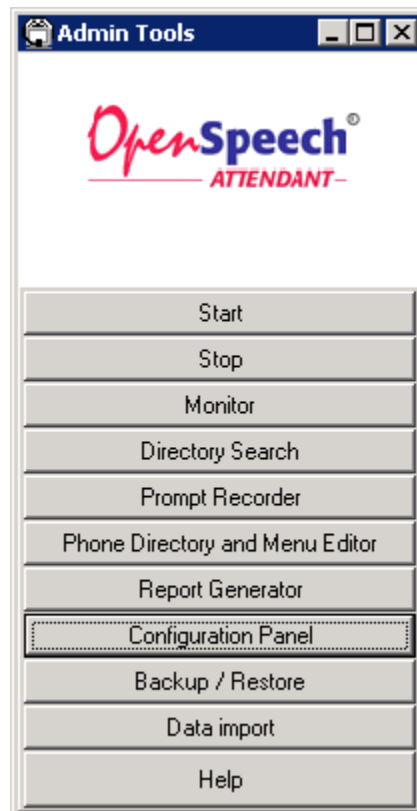 Admin Tools
OpenSpeech®
ATTENDANT
Start
Stop
Monitor
Directory Search
Prompt Recorder
Phone Directory and Menu Editor
Report Generator
Configuration Panel
Backup / Restore
Data import
Help